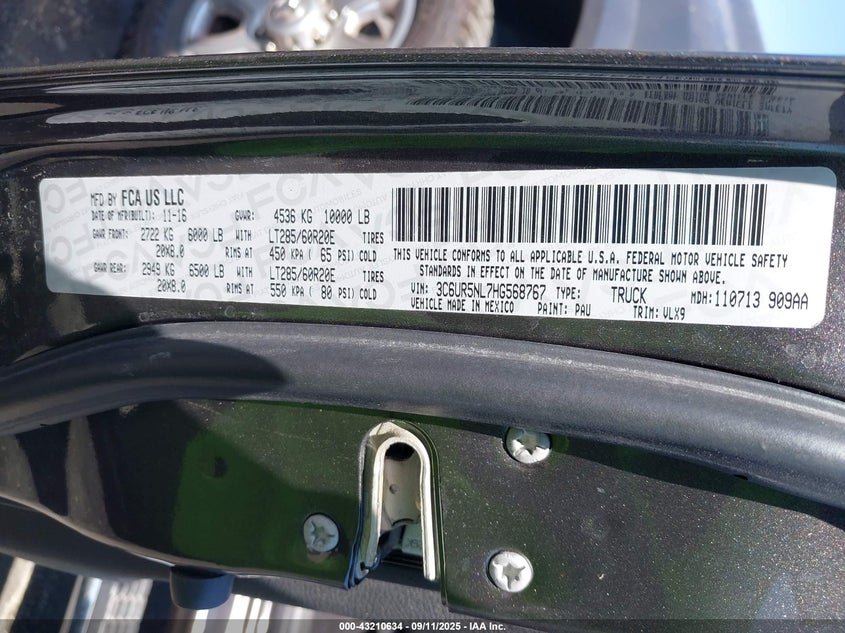 MFD BY FCA US LLC
DATE OF MFR(BUILT): 11-16 GVWR: 4536 KG 10000 LB
GAWR FRONT: 2722 KG 6000 LB WITH LT285/60R20E TIRES
20X8.0 RIMS AT 450 KPA ( 65 PSI) COLD
GAWR REAR: 2949 KG 6500 LB WITH LT285/60R20E TIRES
20X8.0 RIMS AT 550 KPA ( 80 PSI) COLD
THIS VEHICLE CONFORMS TO ALL APPLICABLE U.S.A. FEDERAL MOTOR VEHICLE SAFETY
STANDARDS IN EFFECT ON THE DATE OF MANUFACTURE SHOWN ABOVE.
VIN: 3C6UR5NL7HG568767 TYPE: TRUCK MDH: 110713 909AA
VEHICLE MADE IN MEXICO PAINT: PAU TRIM: VLX9
000-43210634 - 09/11/2025 - IAA Inc.